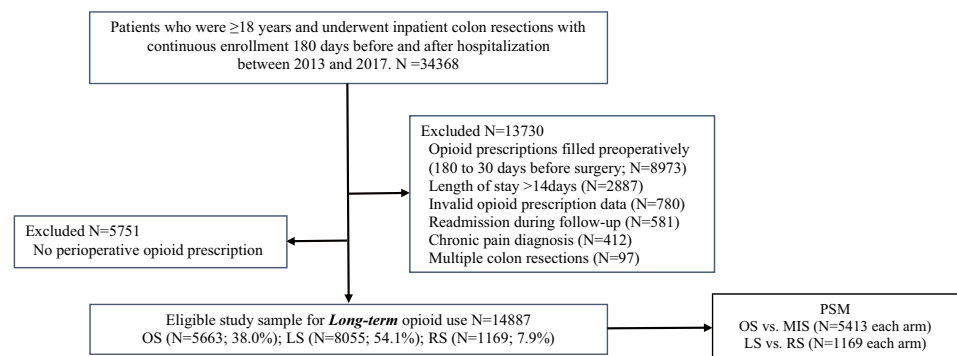 Patients who were ≥18 years and underwent inpatient colon resections with
continuous enrollment 180 days before and after hospitalization
between 2013 and 2017. N =34368
Excluded N=13730
Opioid prescriptions filled preoperatively
(180 to 30 days before surgery; N=8973)
Length of stay >14days (N=2887)
Invalid opioid prescription data (N=780)
Readmission during follow-up (N=581)
Chronic pain diagnosis (N=412)
Multiple colon resections (N=97)
Excluded N=5751
No perioperative opioid prescription
Eligible study sample for Long-term opioid use N=14887
OS (N=5663; 38.0%); LS (N=8055; 54.1%); RS (N=1169; 7.9%)
PSM
OS vs. MIS (N=5413 each arm)
LS vs. RS (N=1169 each arm)